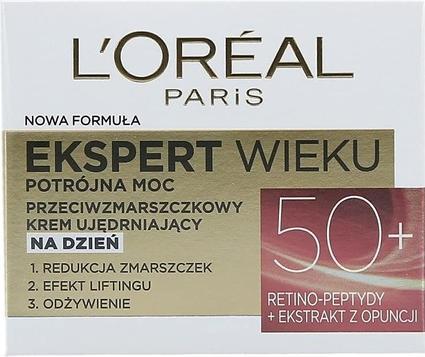 L'ORÉAL
PARIS
NOWA FORMUŁA
EKSPERT WIEKU
POTRÓJNA MOC
PRZECIWZMARSZCZKOWY
KREM UJĘDRNIAJĄCY
NA DZIEŃ
1. REDUKCJA ZMARSZCZEK
2. EFEKT LIFTINGU
3. ODŻYWIENIE
50+
RETINO-PEPTYDY
+ EKSTRAKT Z OPUNCJI